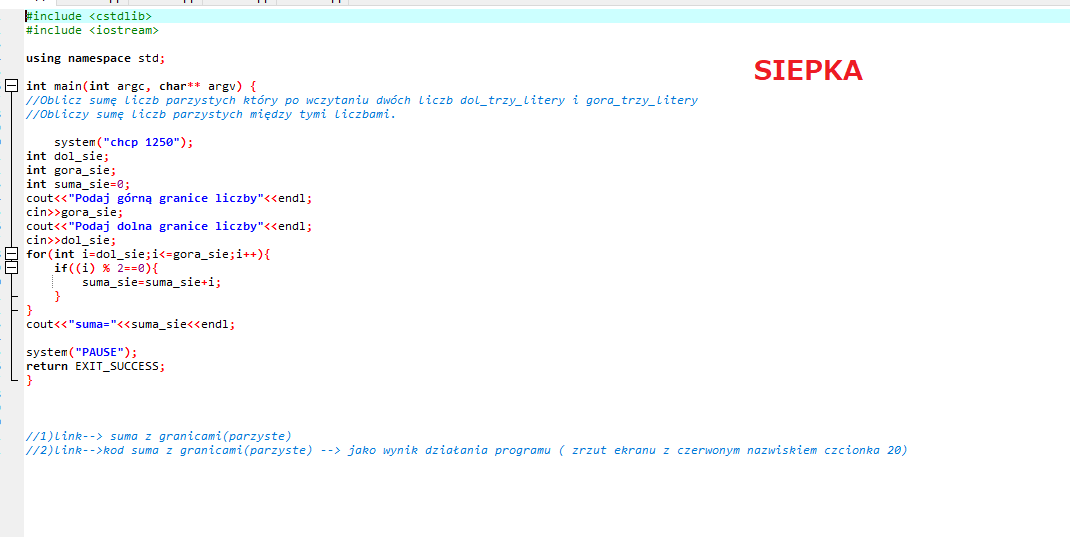 #include <cstdlib>
#include <iostream>
using namespace std;
SIEPKA
int main(int argc, char** argv) {
//Oblicz sumę liczb parzystych który po wczytaniu dwóch liczb dol_trzy_litery i gora_trzy_litery
//Obliczy sumę liczb parzystych między tymi liczbami.
system("chcp 1250");
int dol_sie;
int gora_sie;
int suma_sie=0;
cout<<"Podaj górną granice liczby"<<endl;
cin>>gora_sie;
cout<<"Podaj dolna granice liczby"<<endl;
cin>>dol_sie;
for(int i=dol_sie;i<=gora_sie;i++){
if((i) % 2==0){
suma_sie=suma_sie+i;
}
}
cout<<"suma="<<suma_sie<<endl;
system("PAUSE");
return EXIT_SUCCESS;
}
//1)link--> suma z granicami(parzyste)
//2)link-->kod suma z granicami(parzyste) --> jako wynik działania programu ( zrzut ekranu z czerwonym nazwiskiem czcionka 20)